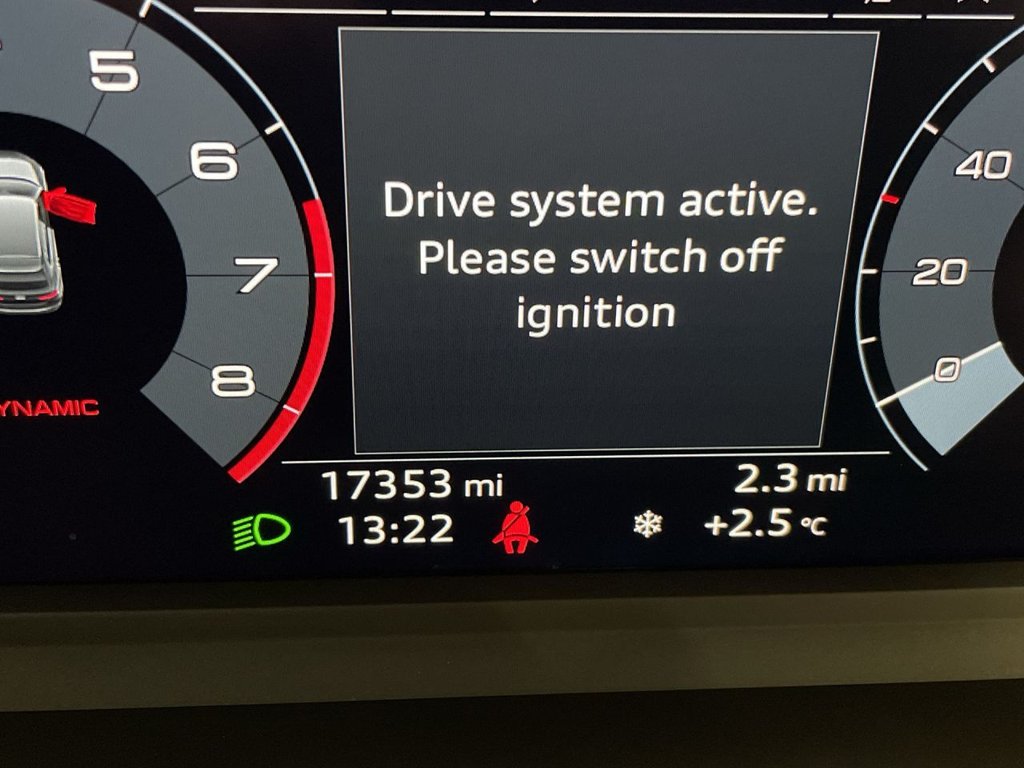 5
6
7
8
Drive system active.
Please switch off
ignition
40
20
0
YNAMIC
17353 mi
2.3 mi
13:22
+2.5 °C